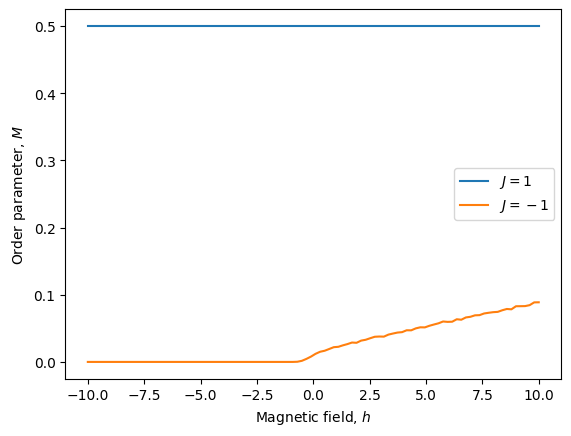 0.5
0.4
0.3
0.2
0.1
0.0
Order parameter, M
J = 1
J = −1
−10.0 −7.5 −5.0 −2.5 0.0 2.5 5.0 7.5 10.0
Magnetic field, h